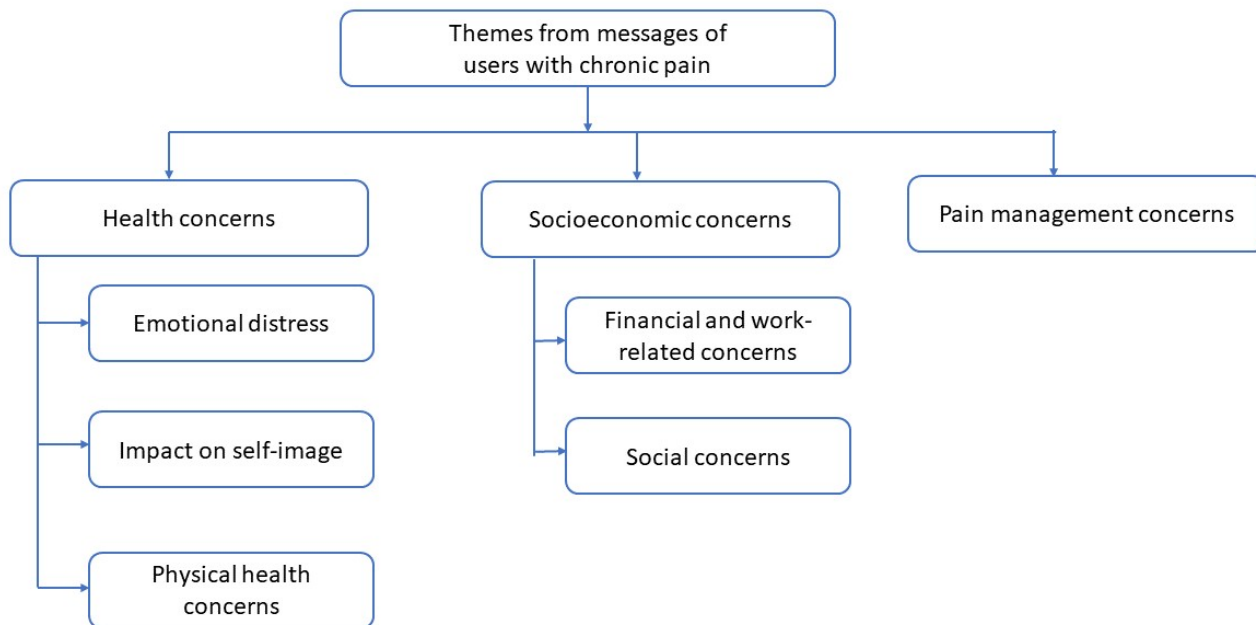 Themes from messages of
users with chronic pain
Health concerns
Socioeconomic concerns
Pain management concerns
Emotional distress
Impact on self-image
Physical health
concerns
Financial and work-
related concerns
Social concerns